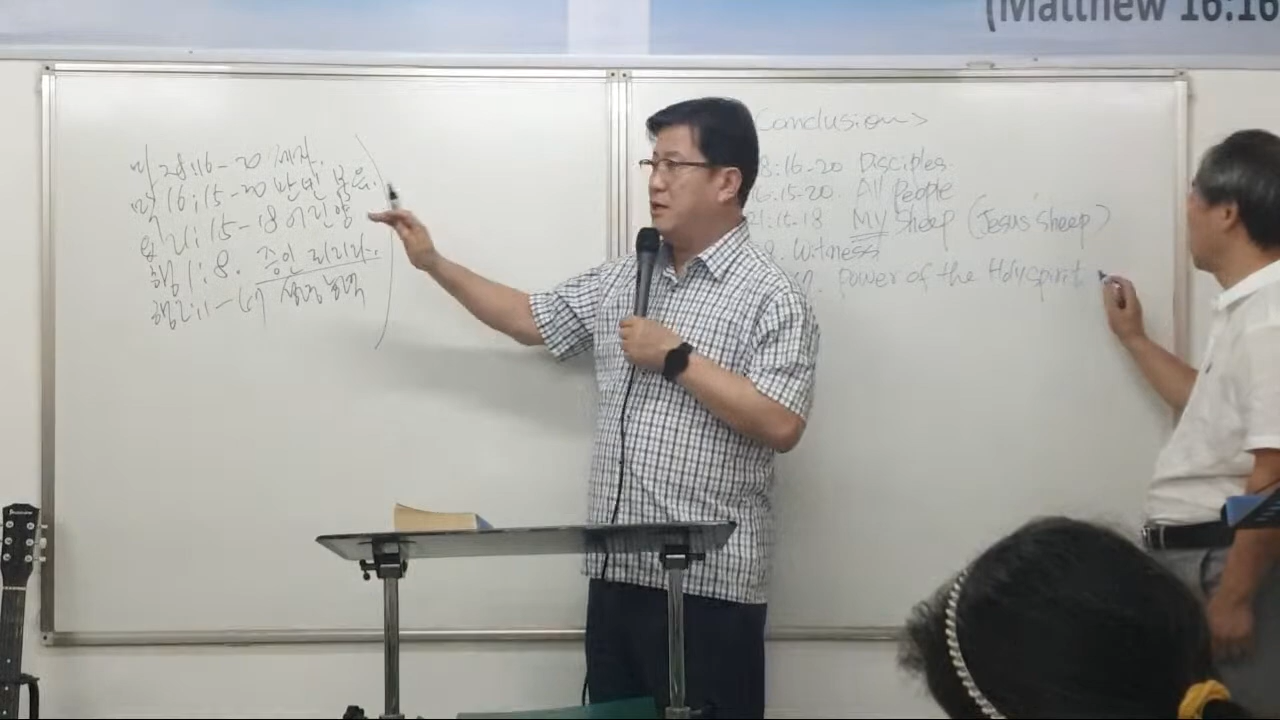 (Matthew 16:16
마 28:16-20 제자.
막 16:15-20 만민 복음.
요 21:15-18 어린양
행 1:8. 증인 되리라.
행 2:1-
Conclusion>
8:16-20 Disciples.
16:15-20. All People
21:15-18 My Sheep (Jesus' sheep)
8. Witness
Power of the Holy spirit